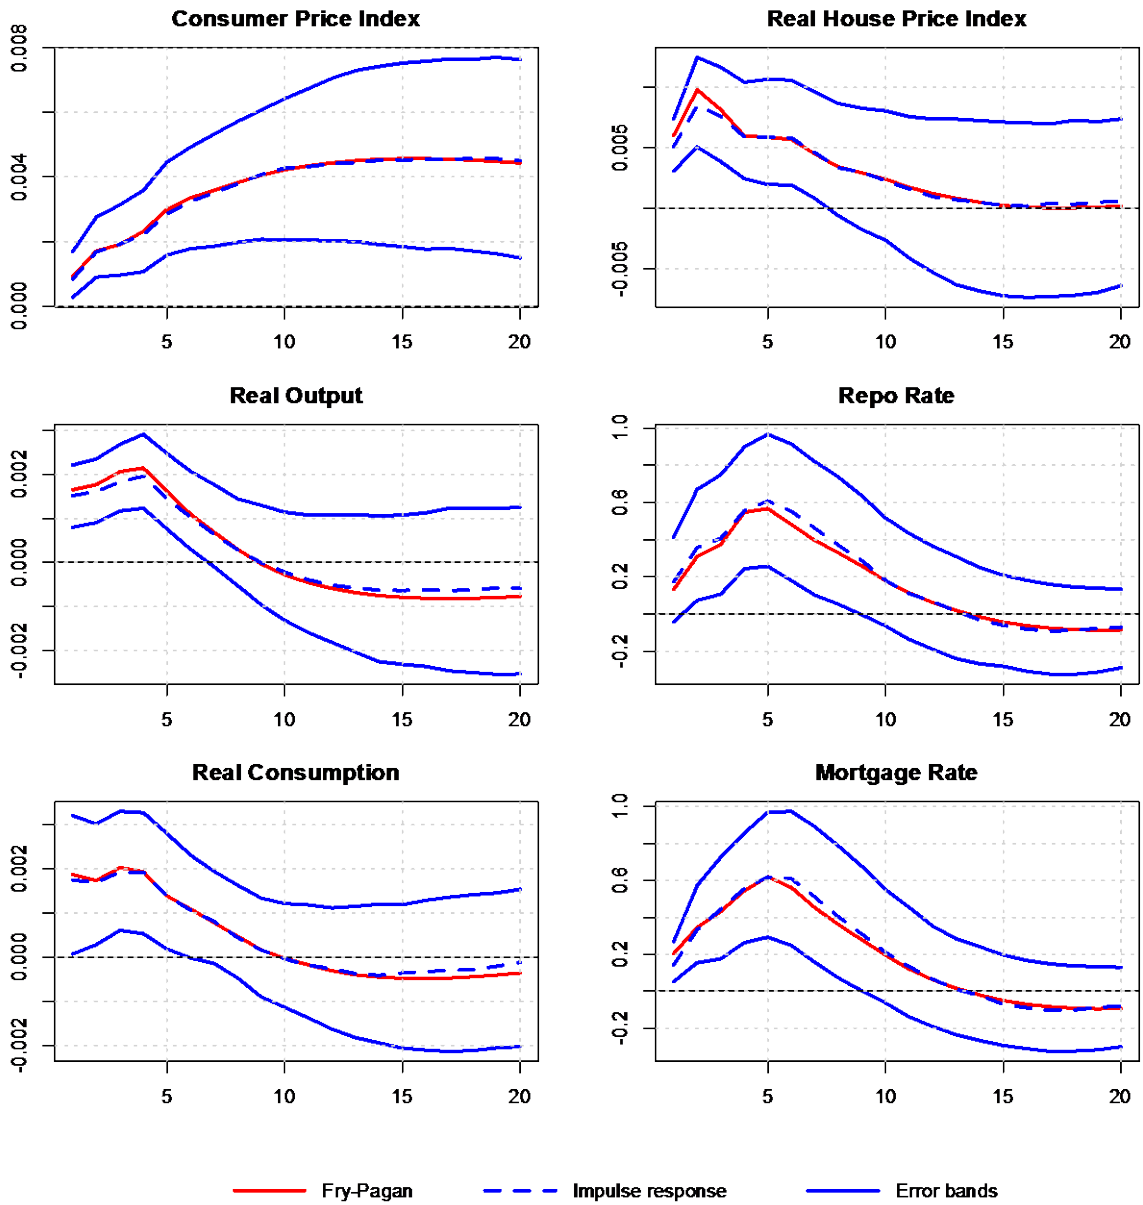 Consumer Price Index
0.000 0.004 0.008
5 10 15 20
Real House Price Index
-0.005 0.005
5 10 15 20
Real Output
-0.002 0.000 0.002
5 10 15 20
Repo Rate
-0.2 0.2 0.6 1.0
5 10 15 20
Real Consumption
-0.002 0.000 0.002
5 10 15 20
Mortgage Rate
-0.2 0.2 0.6 1.0
5 10 15 20
Fry-Pagan Impulse response Error bands